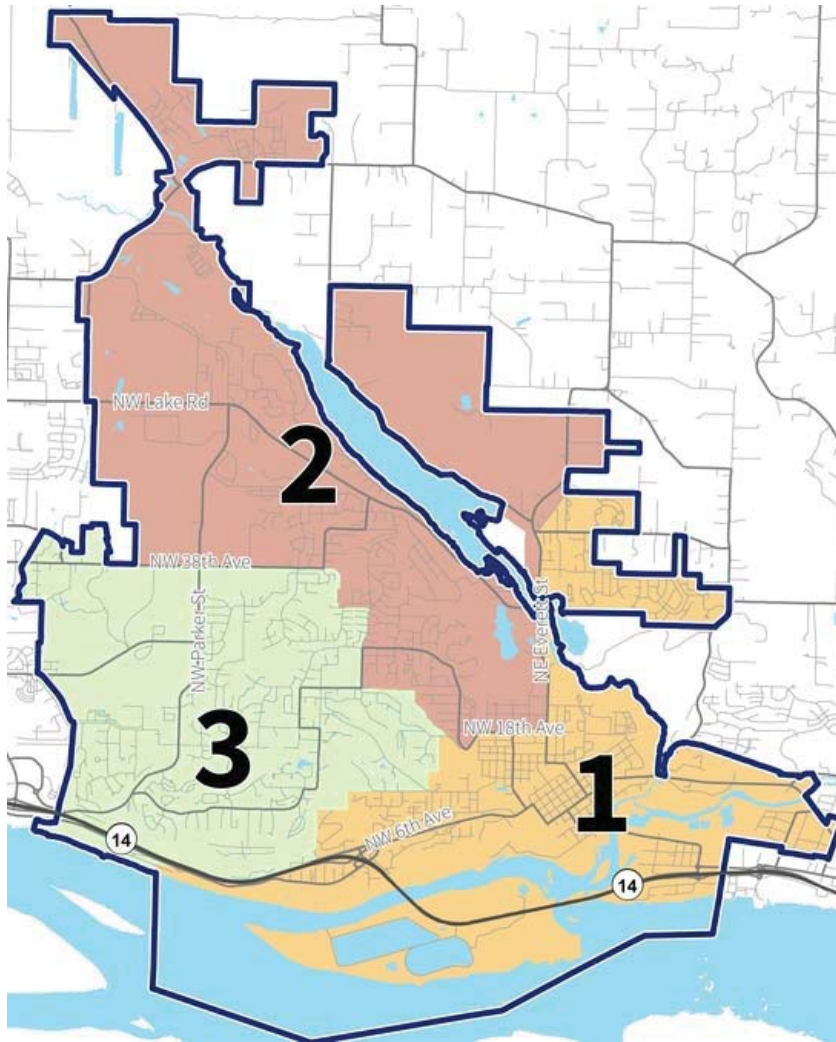 NW Lake Rd
2
NW 38th Ave
NW Parker St
NE Everett St
3
NW 18th Ave
1
NW 6th Ave
14
14